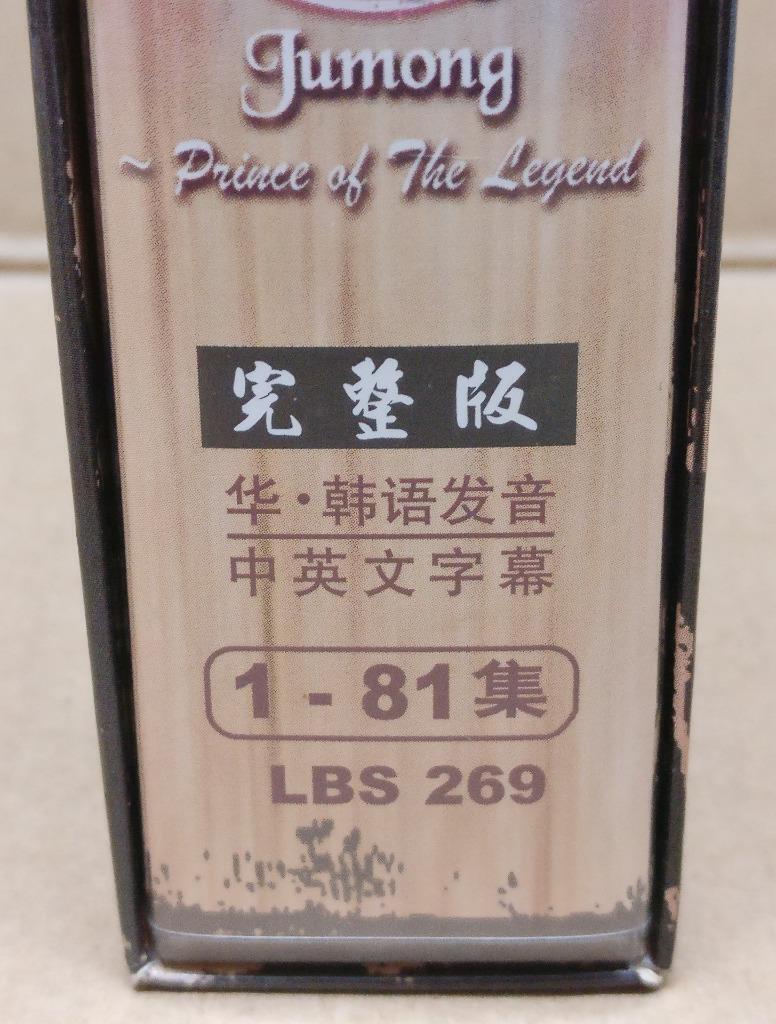 Jumong
~ Prince of The Legend
完整版
华·韩语发音
中英文字幕
1 - 81集
LBS 269